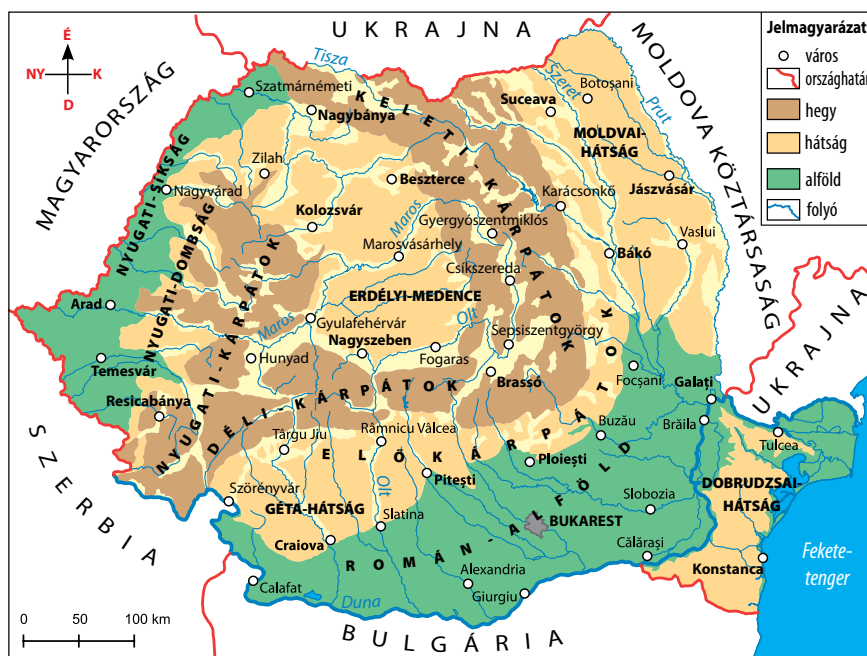 UKRAJNA
MAGYARORSZÁG
MOLDOVA KÖZTÁRSASÁG
UKRAJNA
SZERBIA
BULGÁRIA
Fekete-
tenger
É
NY
K
D
Jelmagyarázat
város
országhatár
hegy
hátság
alföld
folyó
Tisza
Szeret
Prut
Botoșani
Szatmárnémeti
Suceava
Nagybánya
KELETI-KÁRPÁTOK
MOLDVAI-
HÁTSÁG
Zilah
Beszterce
Jászvásár
Nagyvárad
NYUGATI-SÍKSÁG
Karácsonkő
Kolozsvár
Maros
Gyergyószentmiklós
Vaslui
Marosvásárhely
Bákó
NYUGATI-DOMBSÁG
NYUGATI-KÁRPÁTOK
Csíkszereda
ERDÉLYI-MEDENCE
Arad
Maros
Gyulafehérvár
Olt
Nagyszeben
Sepsiszentgyörgy
Temesvár
Hunyad
Fogaras
Brassó
Focșani
Galați
Resicabánya
NYUGATI-KÁRPÁTOK
DÉLI-KÁRPÁTOK
Brăila
Târgu Jiu
Râmnicu Vâlcea
Buzău
Tulcea
ELŐKÁRPÁTOK
Ploiești
Pitești
DOBRUDZSAI-
HÁTSÁG
Szörényvár
Olt
GÉTA-HÁTSÁG
Slatina
Slobozia
BUKAREST
ROMÁN-ALFÖLD
Craiova
Călărași
Konstanca
Calafat
Alexandria
Duna
Giurgiu
0
50
100 km